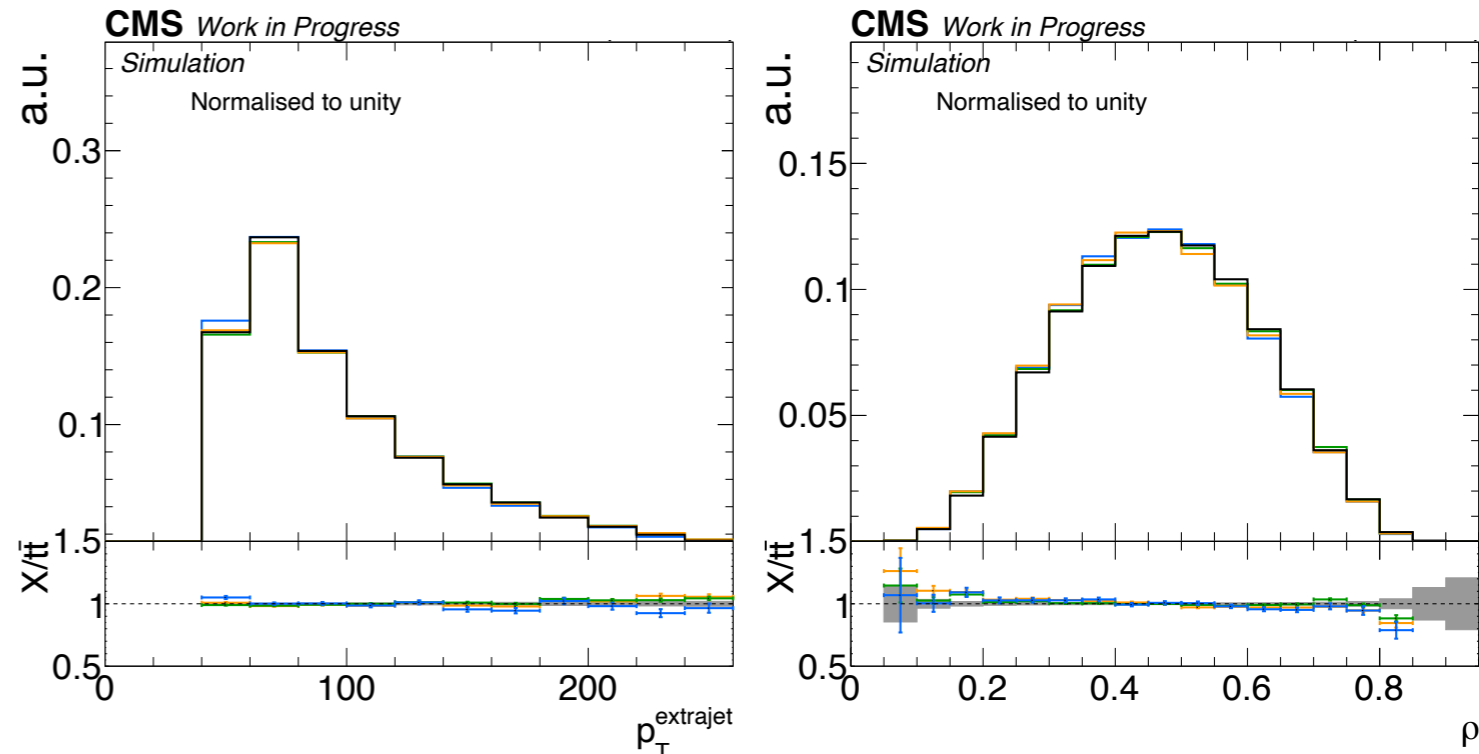 CMS Work in Progress
Simulation
Normalised to unity
a.u.
0.3
0.2
0.1
X/tt̄
1.5
1
0.5
0 100 200
p_T^extrajet
CMS Work in Progress
Simulation
Normalised to unity
a.u.
0.15
0.1
0.05
X/tt̄
1.5
1
0.5
0 0.2 0.4 0.6 0.8
ρ